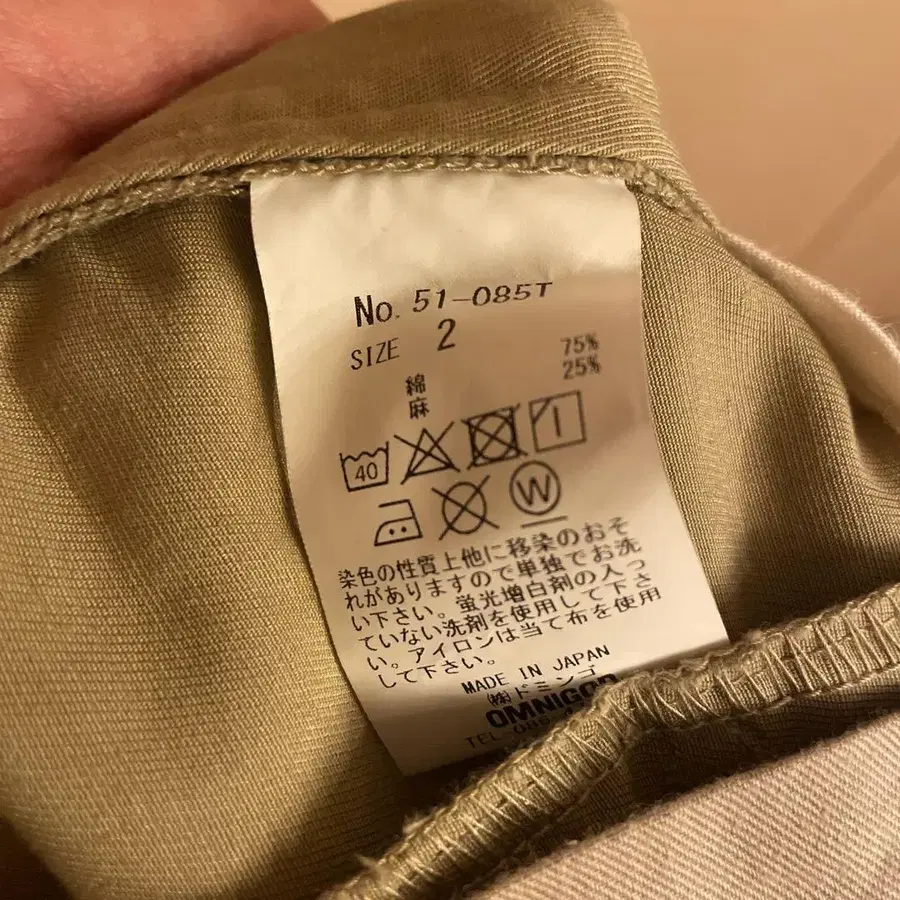 No. 51-085T
SIZE 2
綿 75%
麻 25%
40
W
染色の性質上他に移染のおそ
れがありますので単独でお洗
い下さい。蛍光増白剤の入っ
ていない洗剤を使用して下さ
い。アイロンは当て布を使用
して下さい。
MADE IN JAPAN
㈱ドミンゴ
OMNIGOD
TEL 086